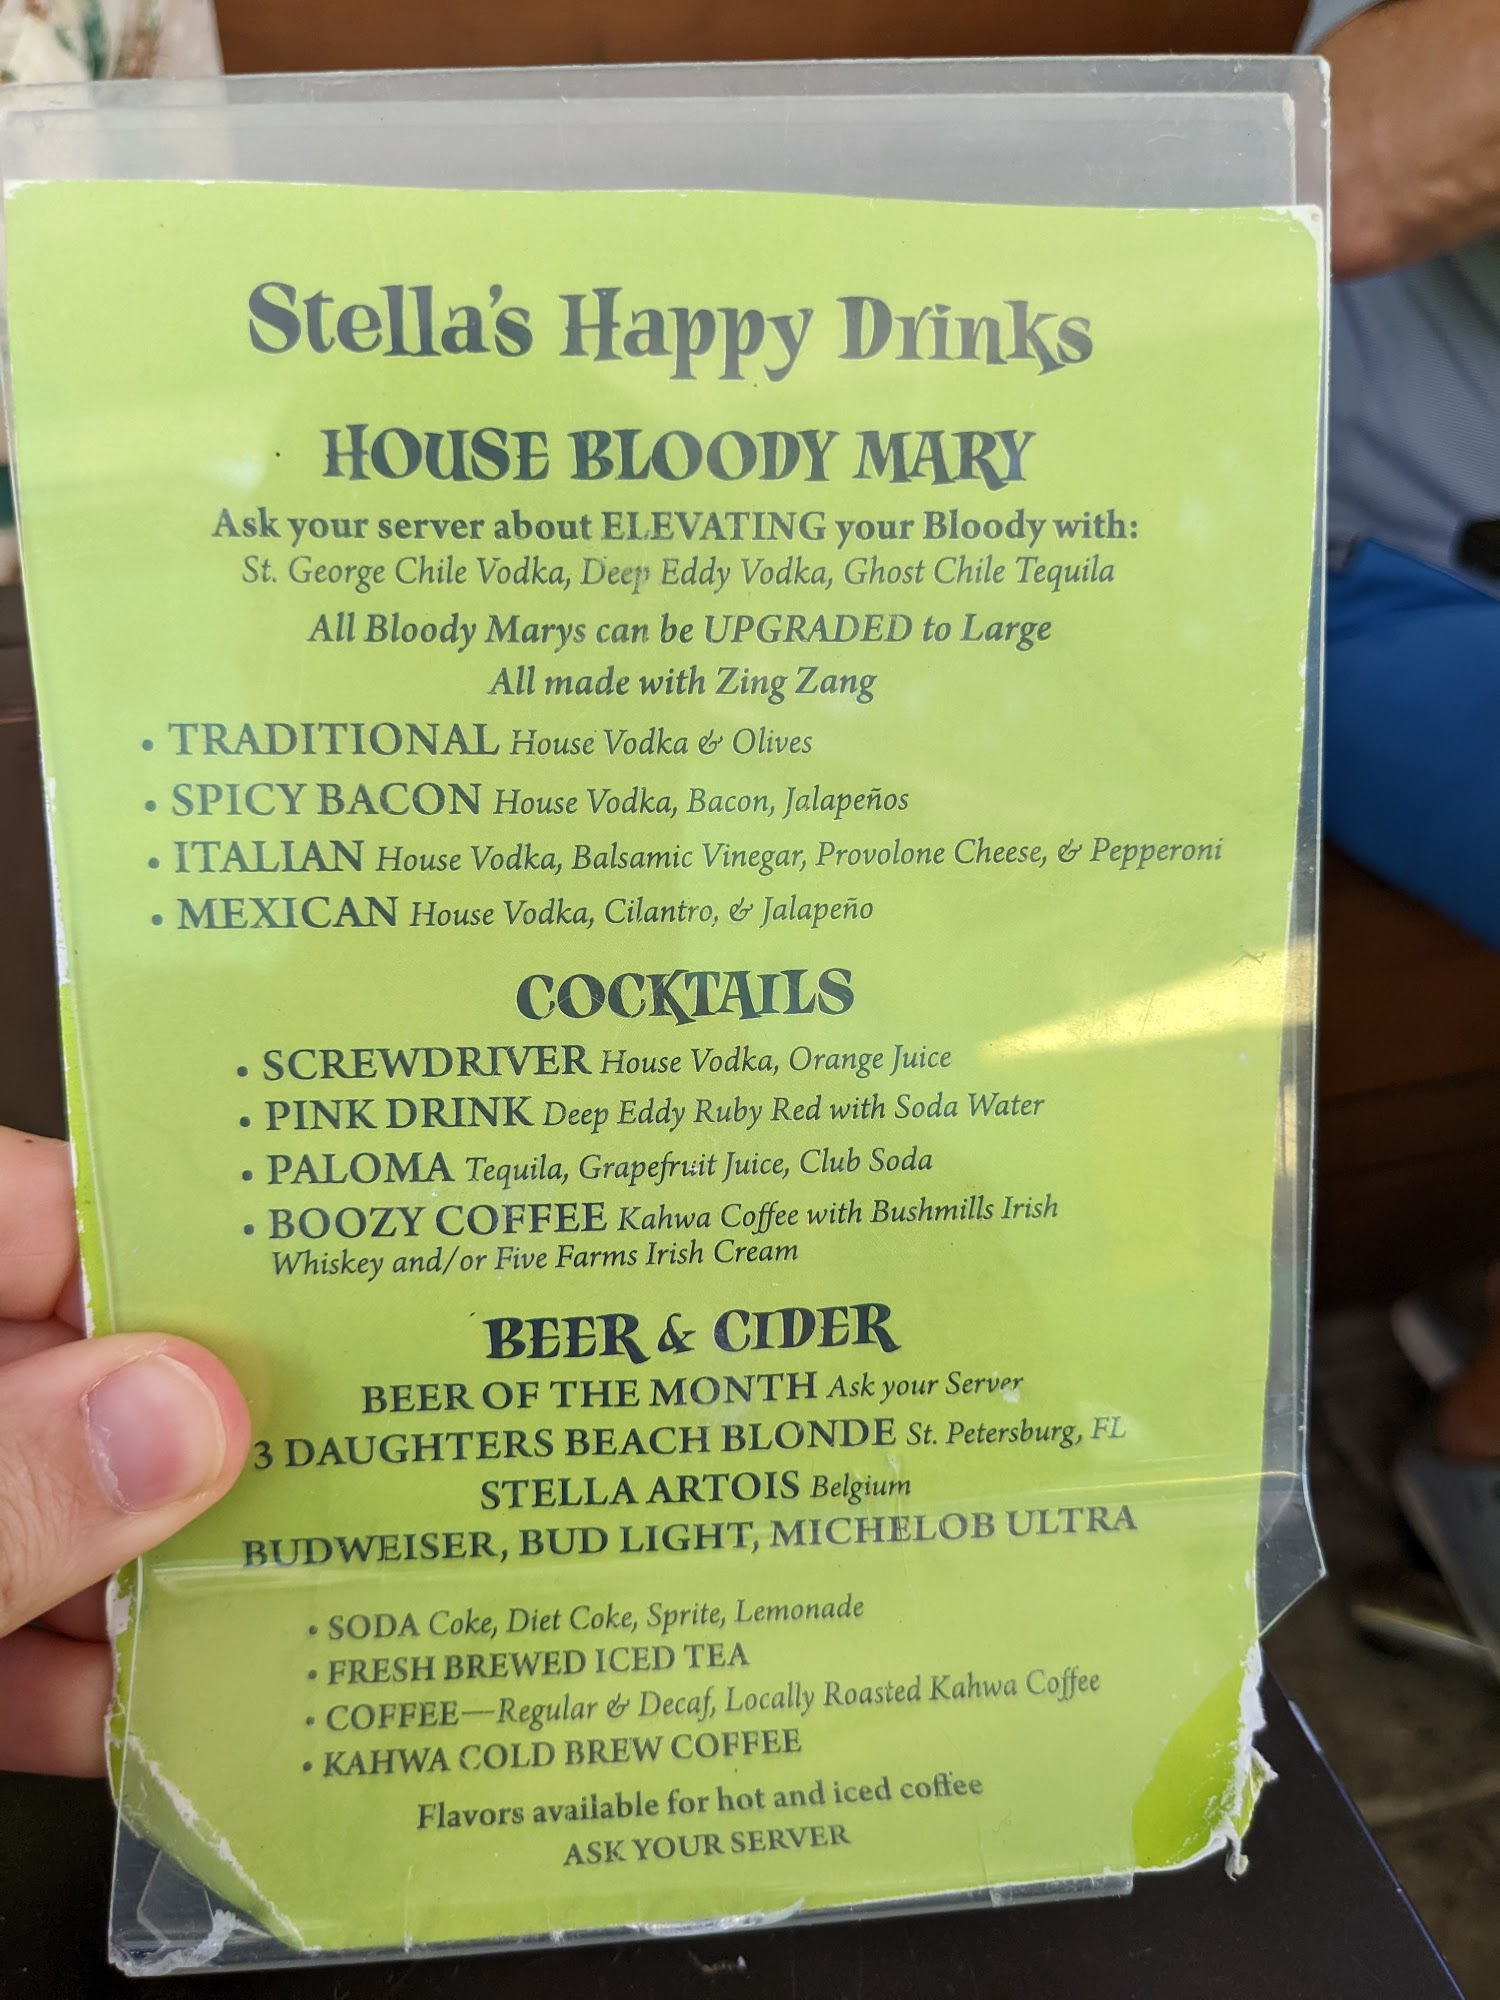 Stella's Happy Drinks
HOUSE BLOODY MARY
Ask your server about ELEVATING your Bloody with:
St. George Chile Vodka, Deep Eddy Vodka, Ghost Chile Tequila
All Bloody Marys can be UPGRADED to Large
All made with Zing Zang
• TRADITIONAL House Vodka & Olives
• SPICY BACON House Vodka, Bacon, Jalapeños
• ITALIAN House Vodka, Balsamic Vinegar, Provolone Cheese, & Pepperoni
• MEXICAN House Vodka, Cilantro, & Jalapeño
COCKTAILS
• SCREWDRIVER House Vodka, Orange Juice
• PINK DRINK Deep Eddy Ruby Red with Soda Water
• PALOMA Tequila, Grapefruit Juice, Club Soda
• BOOZY COFFEE Kahwa Coffee with Bushmills Irish
Whiskey and/or Five Farms Irish Cream
BEER & CIDER
BEER OF THE MONTH Ask your Server
3 DAUGHTERS BEACH BLONDE St. Petersburg, FL
STELLA ARTOIS Belgium
BUDWEISER, BUD LIGHT, MICHELOB ULTRA
• SODA Coke, Diet Coke, Sprite, Lemonade
• FRESH BREWED ICED TEA
• COFFEE—Regular & Decaf, Locally Roasted Kahwa Coffee
• KAHWA COLD BREW COFFEE
Flavors available for hot and iced coffee
ASK YOUR SERVER